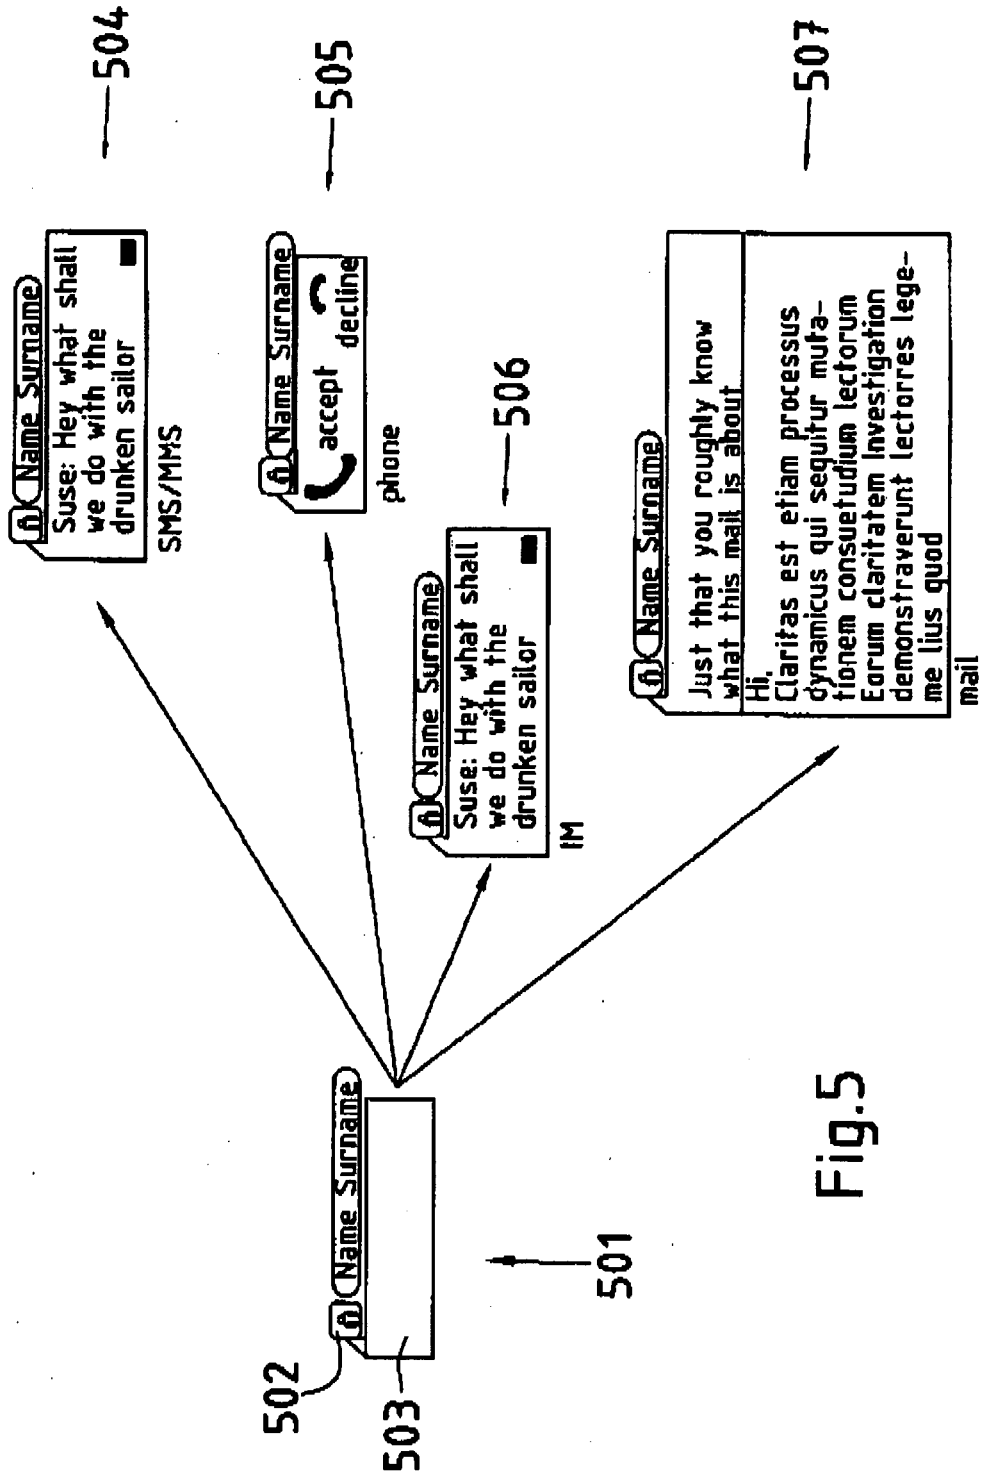 504
Name Surname
Suse: Hey what shall
we do with the
drunken sailor
SMS/MMS
505
Name Surname
accept
decline
phone
506
Name Surname
Suse: Hey what shall
we do with the
drunken sailor
IM
507
Name Surname
Just that you roughly know
what this mail is about
Hi,
Claritas est etiam processus
dynamicus qui sequitur muta-
tionem consuetudium lectorum
Eorum claritatem Investigation
demonstraverunt lectorres lege-
me lius quod
mail
502
Name Surname
503
501
Fig.5